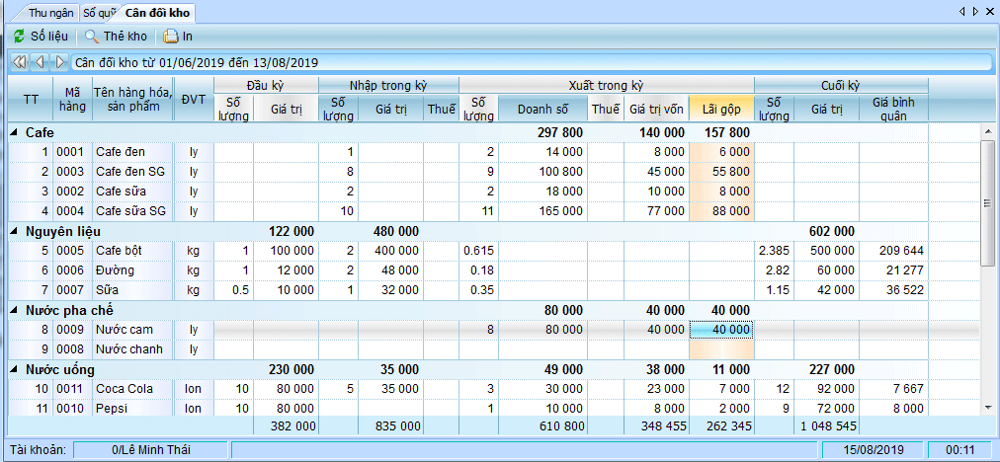 Thu ngân Số quỹ Cân đối kho
Số liệu Thẻ kho In
Cân đối kho từ 01/06/2019 đến 13/08/2019
TT Mã hàng Tên hàng hóa, sản phẩm ĐVT Đầu kỳ Nhập trong kỳ Xuất trong kỳ Cuối kỳ
Số lượng Giá trị Số lượng Giá trị Thuế Số lượng Doanh số Thuế Giá trị vốn Lãi gộp Số lượng Giá trị Giá bình quân
Cafe 297 800 140 000 157 800
1 0001 Cafe đen ly 1 2 14 000 8 000 6 000
2 0003 Cafe đen SG ly 8 9 100 800 45 000 55 800
3 0002 Cafe sữa ly 2 2 18 000 10 000 8 000
4 0004 Cafe sữa SG ly 10 11 165 000 77 000 88 000
Nguyên liệu 122 000 480 000 602 000
5 0005 Cafe bột kg 1 100 000 2 400 000 0.615 2.385 500 000 209 644
6 0006 Đường kg 1 12 000 2 48 000 0.18 2.82 60 000 21 277
7 0007 Sữa kg 0.5 10 000 1 32 000 0.35 1.15 42 000 36 522
Nước pha chế 80 000 40 000 40 000
8 0009 Nước cam ly 8 80 000 40 000 40 000
9 0008 Nước chanh ly
Nước uống 230 000 35 000 49 000 38 000 11 000 227 000
10 0011 Coca Cola lon 10 80 000 5 35 000 3 30 000 23 000 7 000 12 92 000 7 667
11 0010 Pepsi lon 10 80 000 1 10 000 8 000 2 000 9 72 000 8 000
382 000 835 000 610 800 348 455 262 345 1 048 545
Tài khoản: 0/Lê Minh Thái 15/08/2019 00:11